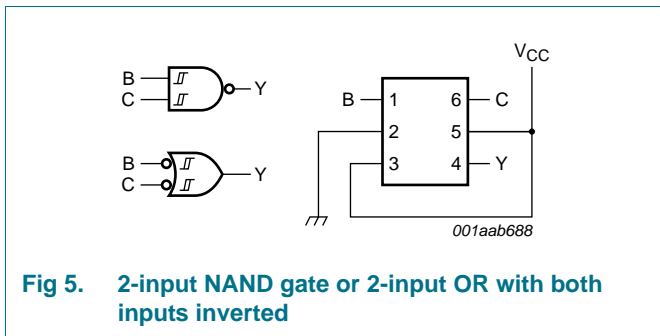 B
C
Y
B
C
Y
VCC
B 1 6 C
2 5
3 4 Y
001aab688
Fig 5. 2-input NAND gate or 2-input OR with both
inputs inverted